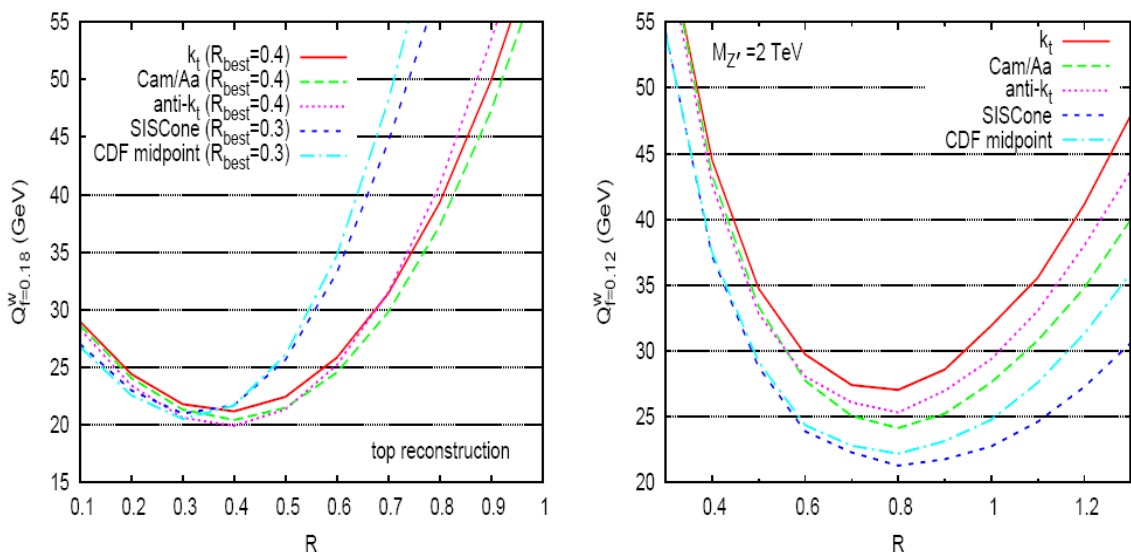 55
50
45
40
35
30
25
20
15
Q^w_{f=0.18} (GeV)
k_t (R_best=0.4)
Cam/Aa (R_best=0.4)
anti-k_t (R_best=0.4)
SISCone (R_best=0.3)
CDF midpoint (R_best=0.3)
top reconstruction
0.1 0.2 0.3 0.4 0.5 0.6 0.7 0.8 0.9 1
R
55
50
45
40
35
30
25
20
Q^w_{f=0.12} (GeV)
M_Z' =2 TeV
k_t
Cam/Aa
anti-k_t
SISCone
CDF midpoint
0.4 0.6 0.8 1 1.2
R